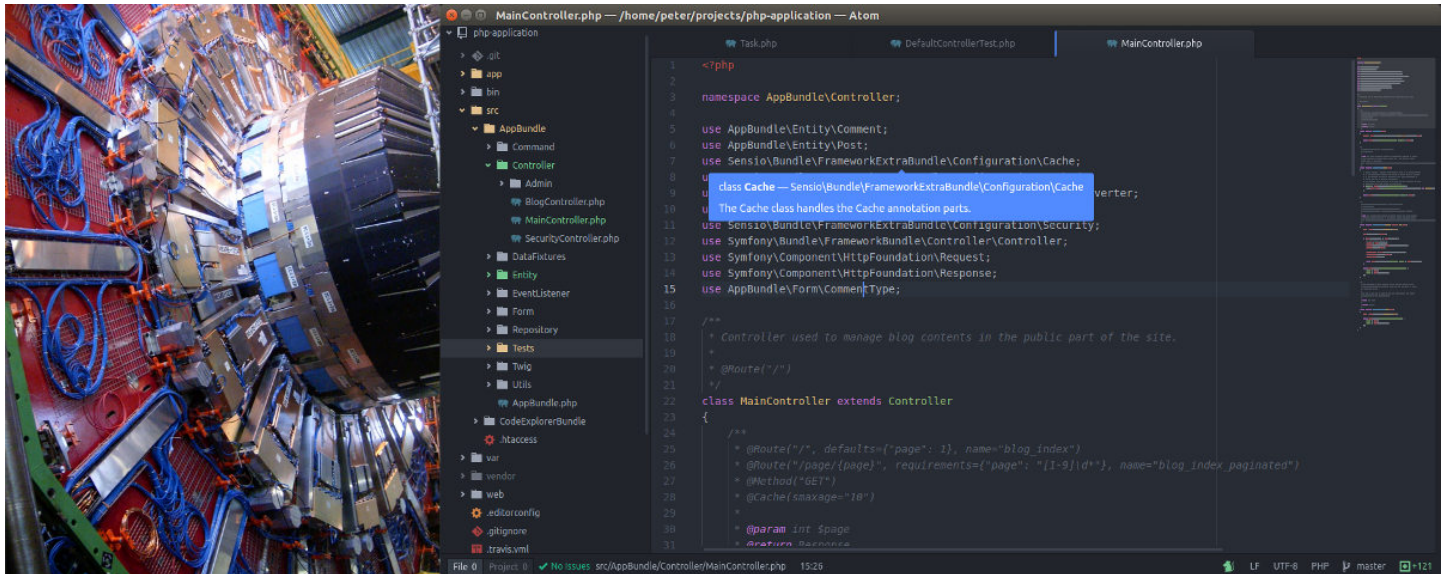 MainController.php — /home/peter/projects/php-application — Atom
php-application
.git
app
bin
src
AppBundle
Command
Controller
Admin
BlogController.php
MainController.php
SecurityController.php
DataFixtures
Entity
EventListener
Form
Repository
Tests
Twig
Utils
AppBundle.php
CodeExplorerBundle
.htaccess
var
vendor
web
.editorconfig
.gitignore
.travis.yml
Task.php
DefaultControllerTest.php
MainController.php
1 <?php
2
3 namespace AppBundle\Controller;
4
5 use AppBundle\Entity\Comment;
6 use AppBundle\Entity\Post;
7 use Sensio\Bundle\FrameworkExtraBundle\Configuration\Cache;
class Cache — Sensio\Bundle\FrameworkExtraBundle\Configuration\Cache
The Cache class handles the Cache annotation parts.
9 verter;
10
11 use Sensio\Bundle\FrameworkExtraBundle\Configuration\Security;
12 use Symfony\Bundle\FrameworkBundle\Controller\Controller;
13 use Symfony\Component\HttpFoundation\Request;
14 use Symfony\Component\HttpFoundation\Response;
15 use AppBundle\Form\CommentType;
16
17 /**
18 * Controller used to manage blog contents in the public part of the site.
19 *
20 * @Route("/")
21 */
22 class MainController extends Controller
23 {
24 /**
25 * @Route("/", defaults={"page": 1}, name="blog_index")
26 * @Route("/page/{page}", requirements={"page": "[1-9]\d*"}, name="blog_index_paginated")
27 * @Method("GET")
28 * @Cache(smaxage="10")
29 *
30 * @param int $page
31 * @return Response
File 0 Project 0 No Issues src/AppBundle/Controller/MainController.php 15:26
LF UTF-8 PHP master +121